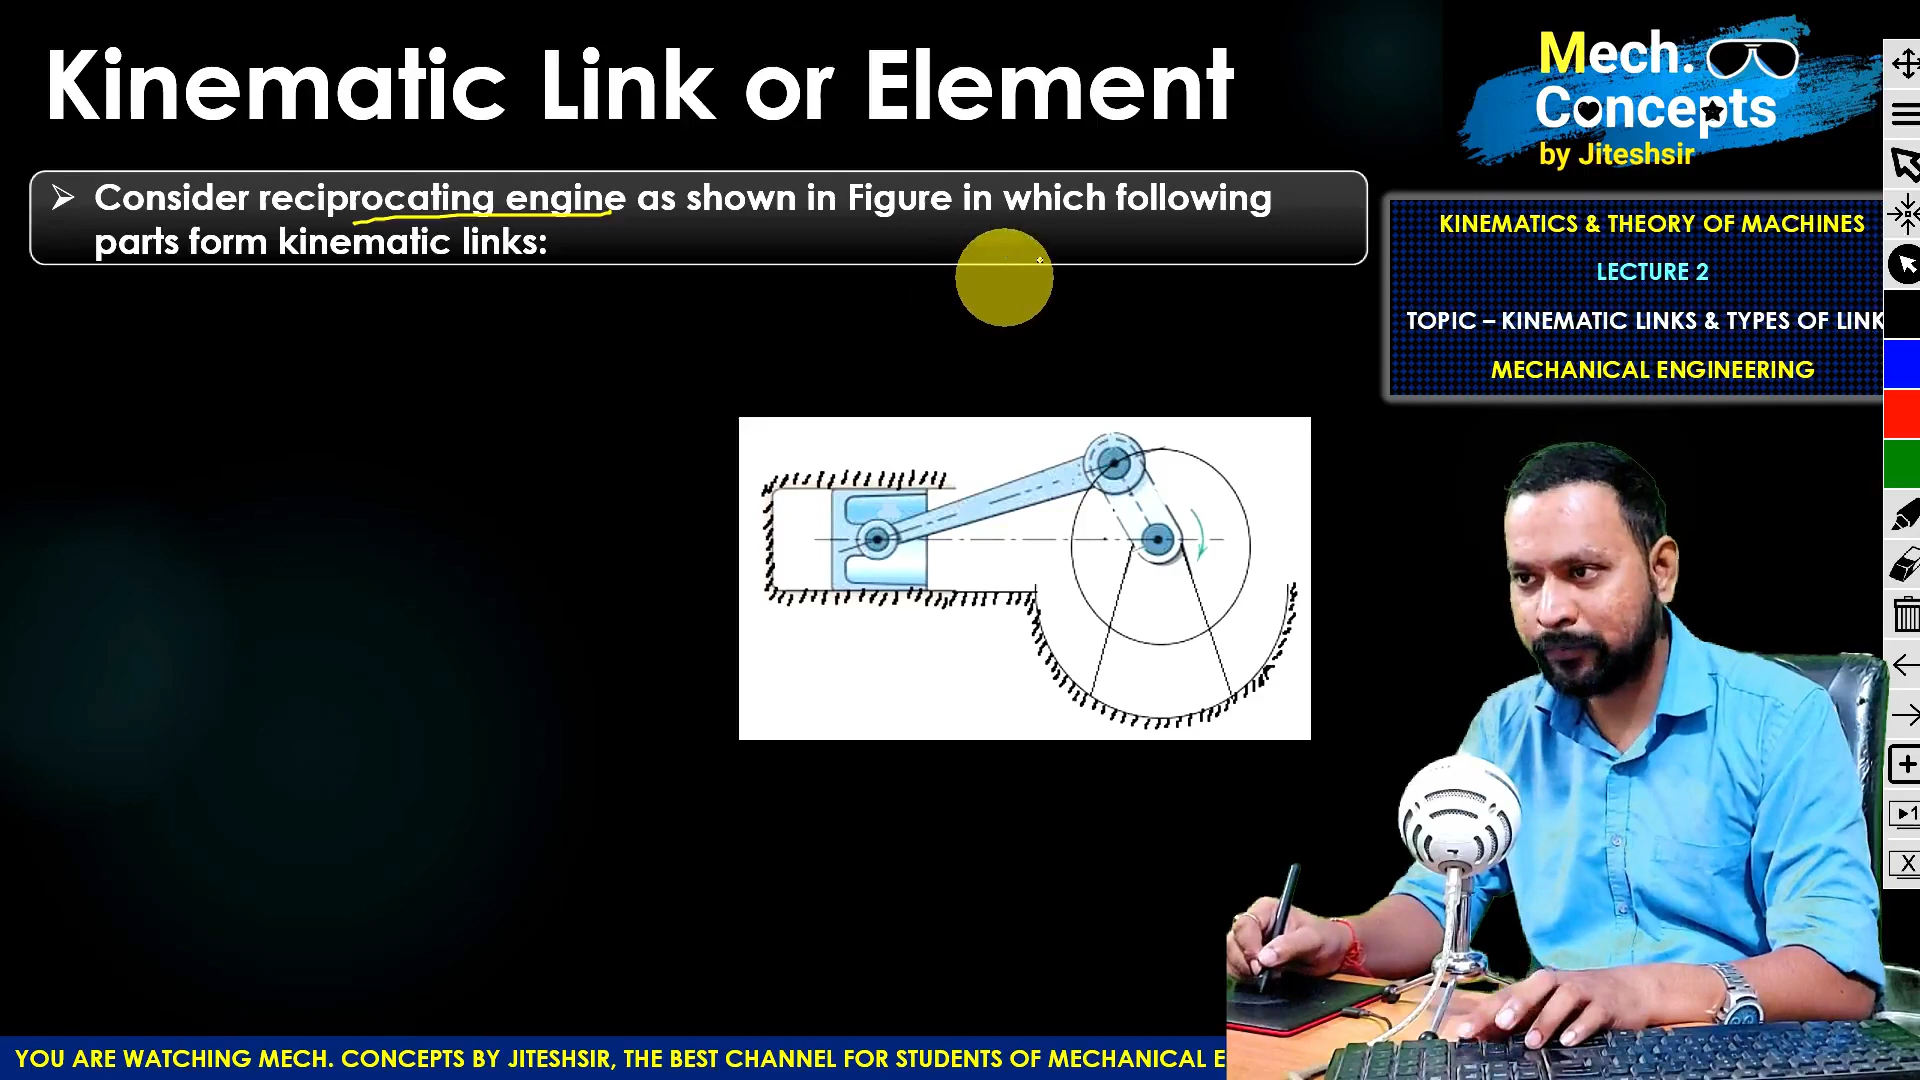 Kinematic Link or Element
Mech.
Concepts
by Jiteshsir
➢ Consider reciprocating engine as shown in Figure in which following
parts form kinematic links:
KINEMATICS & THEORY OF MACHINES
LECTURE 2
TOPIC – KINEMATIC LINKS & TYPES OF LINK
MECHANICAL ENGINEERING
1
X
YOU ARE WATCHING MECH. CONCEPTS BY JITESHSIR, THE BEST CHANNEL FOR STUDENTS OF MECHANICAL E